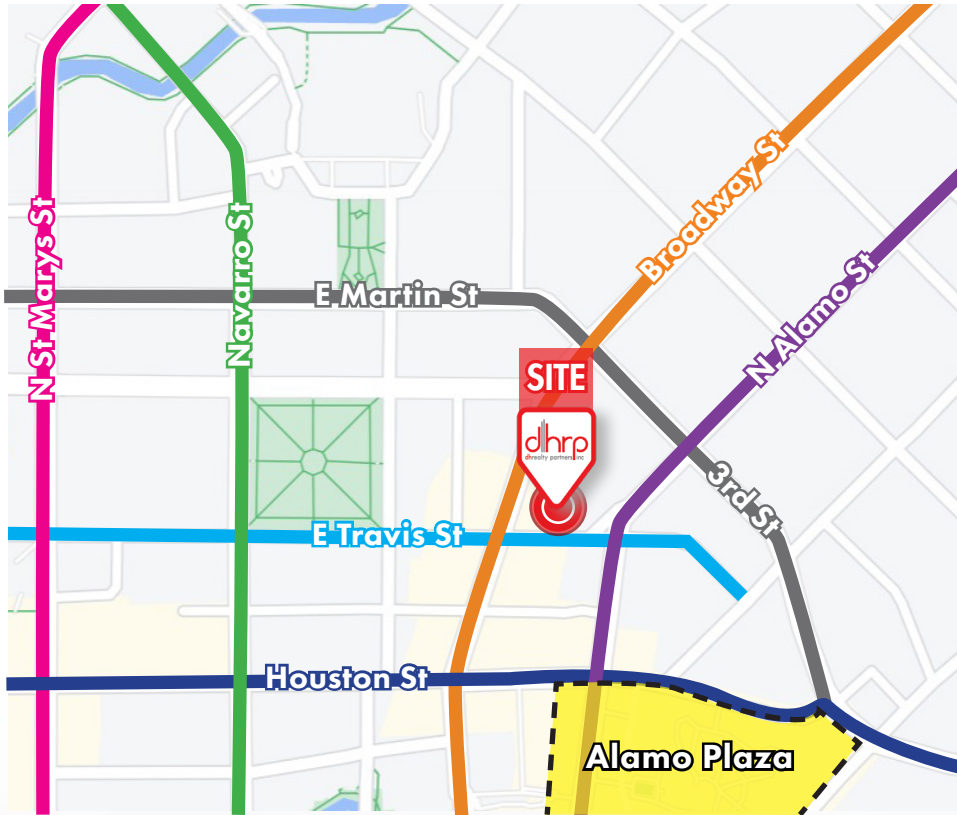 Broadway St
N St Marys St
Navarro St
N Alamo St
E Martin St
SITE
dhrp
dhrealty partners, inc
3rd St
E Travis St
Houston St
Alamo Plaza